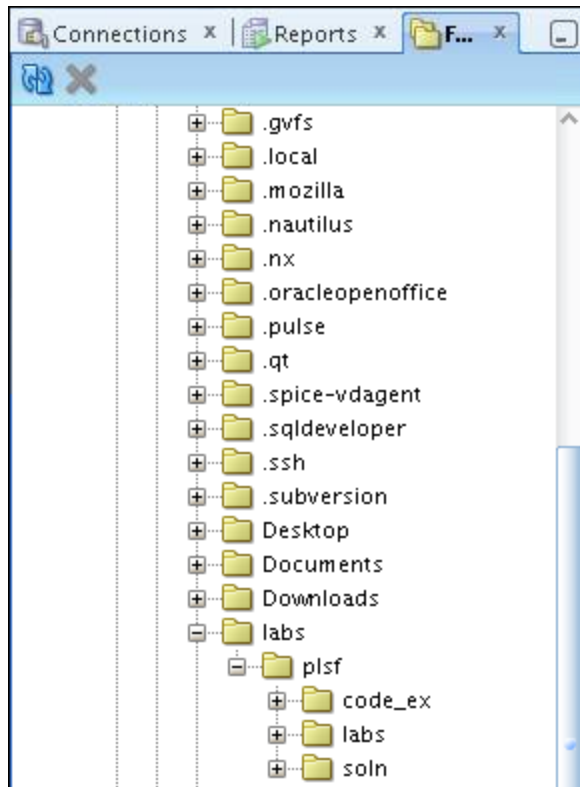 Connections x Reports x F... x
.gvfs
.local
.mozilla
.nautilus
.nx
.oracleopenoffice
.pulse
.qt
.spice-vdagent
.sqldeveloper
.ssh
.subversion
Desktop
Documents
Downloads
labs
plsf
code_ex
labs
soln